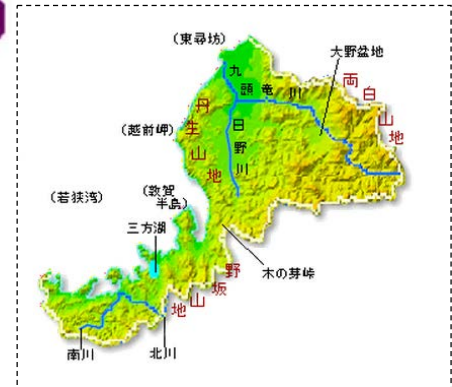 (東尋坊)
大野盆地
九頭竜川
両白山地
丹生山地
日野川
(越前岬)
(若狭湾)
(敦賀
半島)
三方湖
木の芽峠
野坂山地
南川
北川